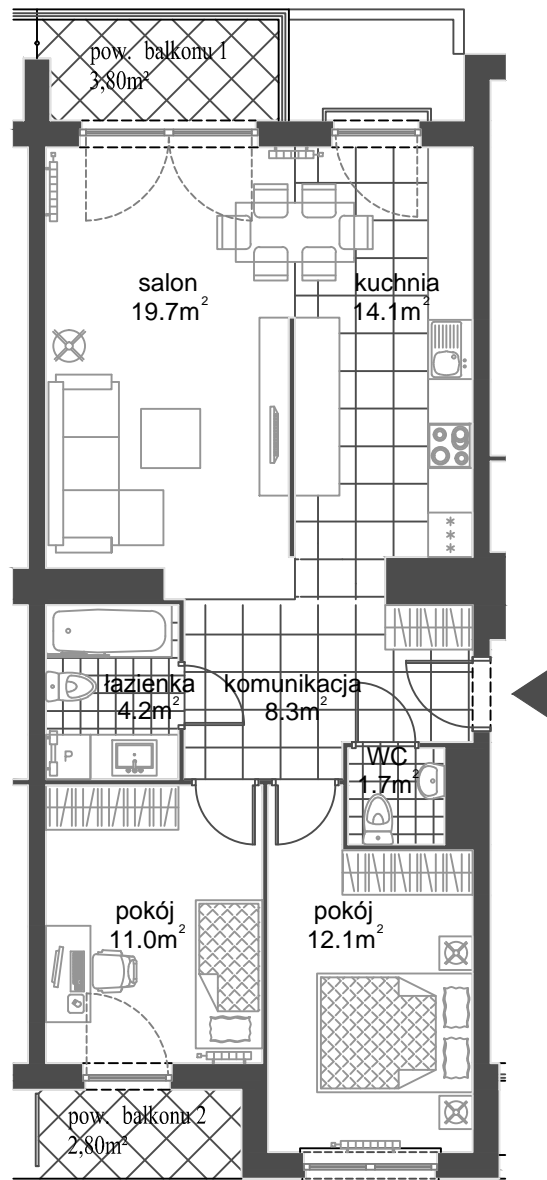 pow. balkonu 1
3,80m²
salon
19.7m²
kuchnia
14.1m²
łazienka
4.2m²
komunikacja
8.3m²
P
WC
1.7m²
pokój
11.0m²
pokój
12.1m²
pow. balkonu 2
2,80m²